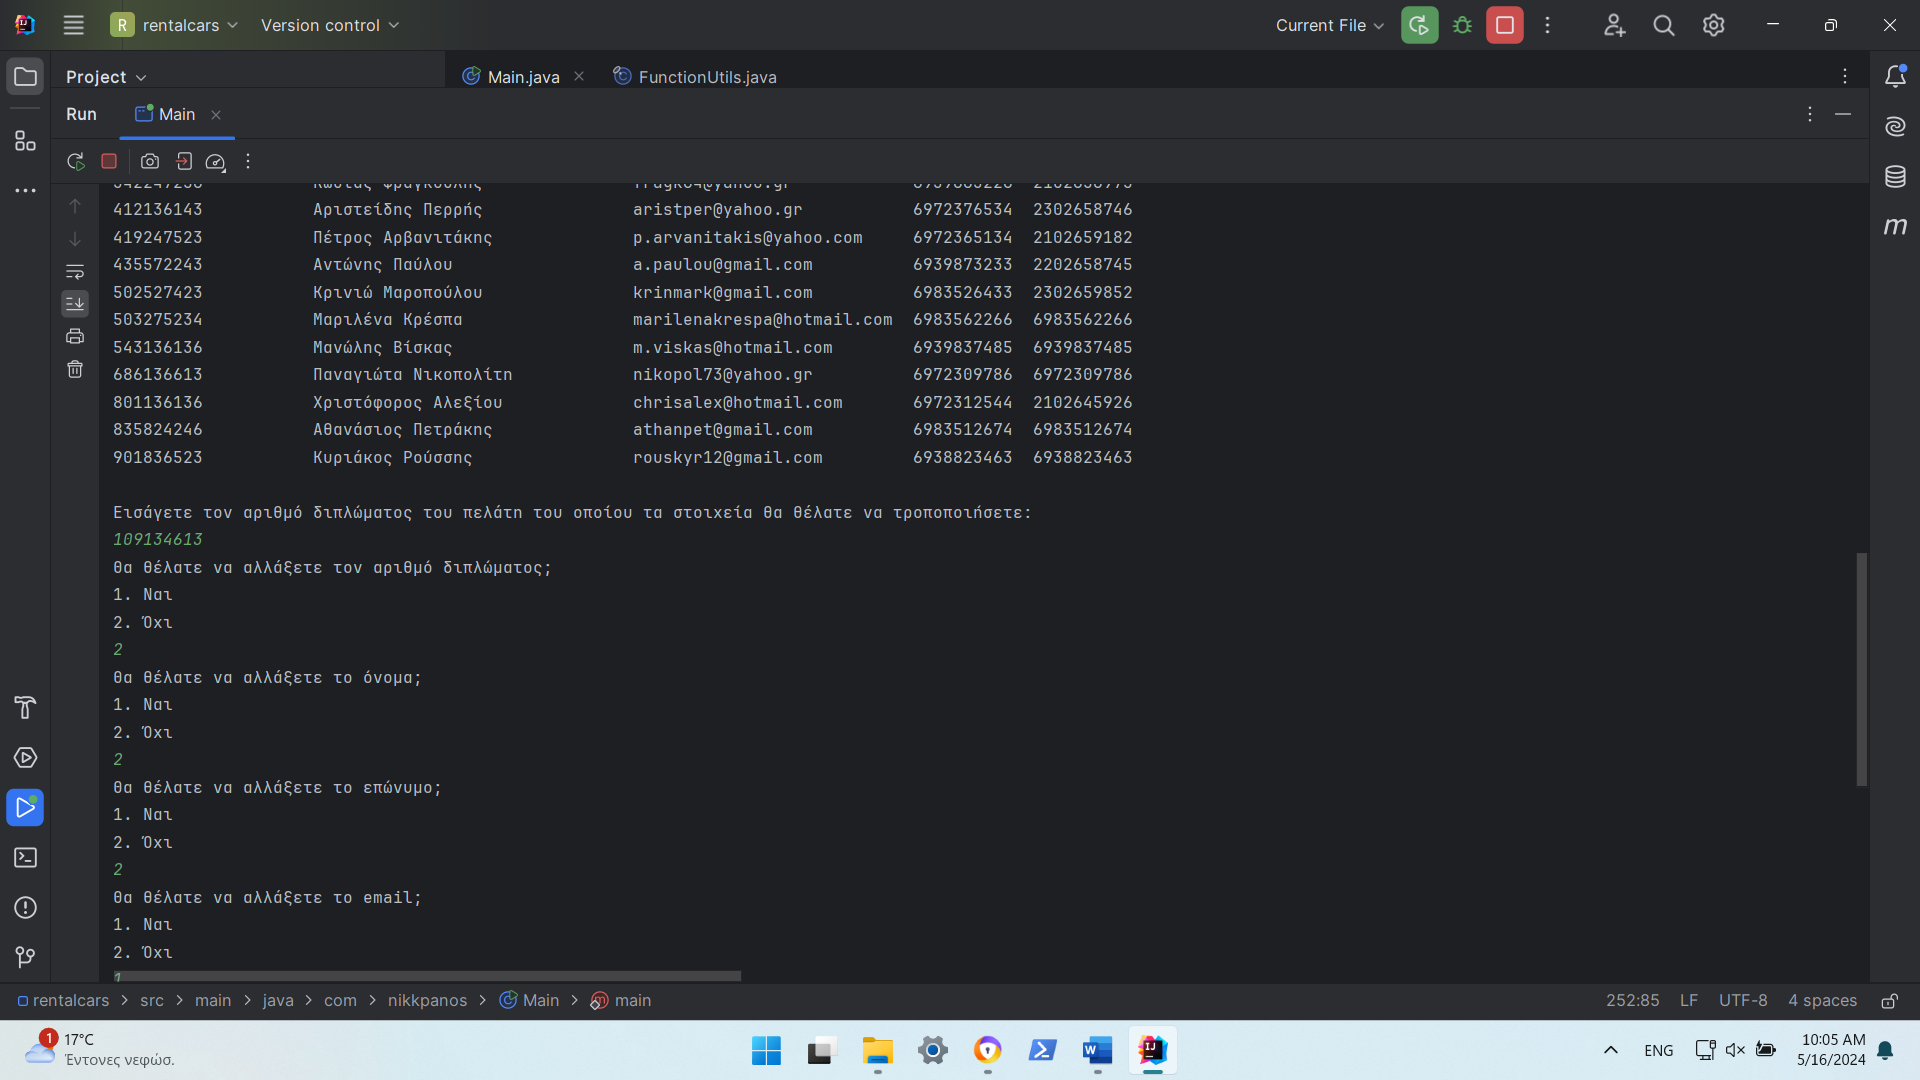 R rentalcars Version control Current File
Project Main.java FunctionUtils.java
Run Main
412136143 Αριστείδης Περρής aristper@yahoo.gr 6972376534 2302658746
419247523 Πέτρος Αρβανιτάκης p.arvanitakis@yahoo.com 6972365134 2102659182
435572243 Αντώνης Παύλου a.paulou@gmail.com 6939873233 2202658745
502527423 Κρινιώ Μαροπούλου krinmark@gmail.com 6983526433 2302659852
503275234 Μαριλένα Κρέσπα marilenakrespa@hotmail.com 6983562266 6983562266
543136136 Μανώλης Βίσκας m.viskas@hotmail.com 6939837485 6939837485
686136613 Παναγιώτα Νικοπολίτη nikopol73@yahoo.gr 6972309786 6972309786
801136136 Χριστόφορος Αλεξίου chrisalex@hotmail.com 6972312544 2102645926
835824246 Αθανάσιος Πετράκης athanpet@gmail.com 6983512674 6983512674
901836523 Κυριάκος Ρούσσης rouskyr12@gmail.com 6938823463 6938823463
Εισάγετε τον αριθμό διπλώματος του πελάτη του οποίου τα στοιχεία θα θέλατε να τροποποιήσετε:
109134613
Θα θέλατε να αλλάξετε τον αριθμό διπλώματος;
1. Ναι
2. Όχι
2
Θα θέλατε να αλλάξετε το όνομα;
1. Ναι
2. Όχι
2
Θα θέλατε να αλλάξετε το επώνυμο;
1. Ναι
2. Όχι
2
Θα θέλατε να αλλάξετε το email;
1. Ναι
2. Όχι
1
rentalcars > src > main > java > com > nikkpanos > Main > main 252:85 LF UTF-8 4 spaces
1 17°C
Έντονες νεφώσ.
ENG
10:05 AM
5/16/2024